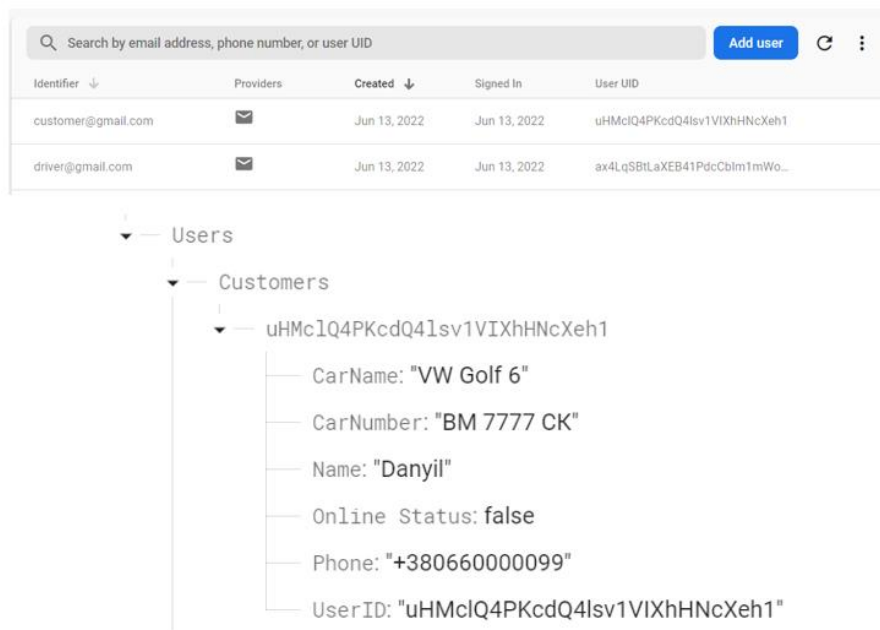 Search by email address, phone number, or user UID Add user
Identifier Providers Created Signed In User UID
customer@gmail.com Jun 13, 2022 Jun 13, 2022 uHMclQ4PKcdQ4lsv1VIXhHNcXeh1
driver@gmail.com Jun 13, 2022 Jun 13, 2022 ax4LqSBtLaXEB41PdcCblm1mWo...
Users
Customers
uHMclQ4PKcdQ4lsv1VIXhHNcXeh1
CarName: "VW Golf 6"
CarNumber: "BM 7777 CK"
Name: "Danyil"
Online Status: false
Phone: "+380660000099"
UserID: "uHMclQ4PKcdQ4lsv1VIXhHNcXeh1"